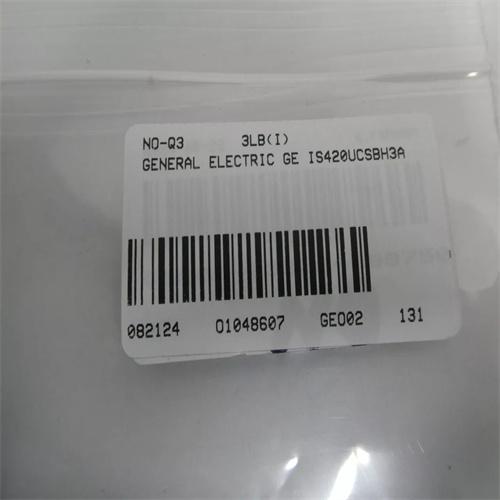 NO-Q3 3LB(I)
GENERAL ELECTRIC GE IS420UCSBH3A
082124 01048607 GE002 131